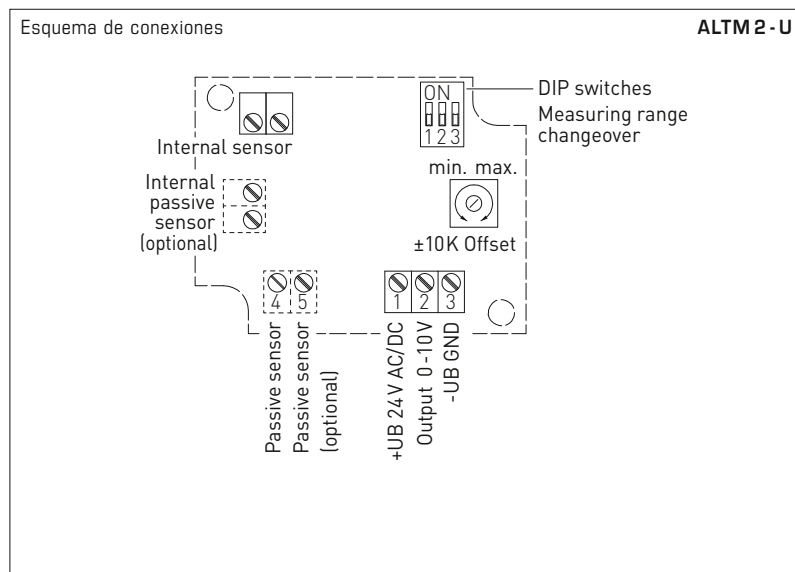 Esquema de conexiones
ALTM 2 - U
ON
1 2 3
DIP switches
Measuring range
changeover
Internal sensor
min. max.
Internal
passive
sensor
(optional)
±10K Offset
4 5
1 2 3
Passive sensor
Passive sensor
(optional)
+UB 24V AC/DC
Output 0-10V
-UB GND